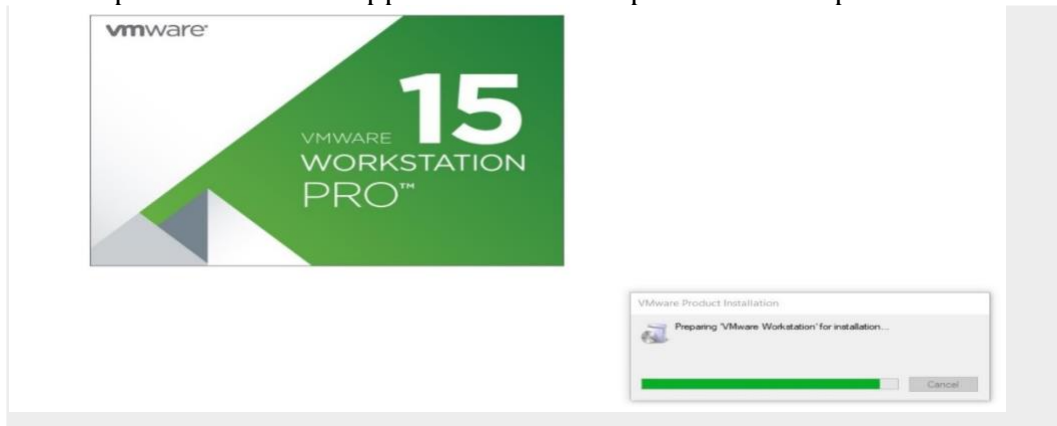 vmware
15
VMWARE
WORKSTATION
PRO™
VMware Product Installation
Preparing 'VMware Workstation' for installation...
Cancel